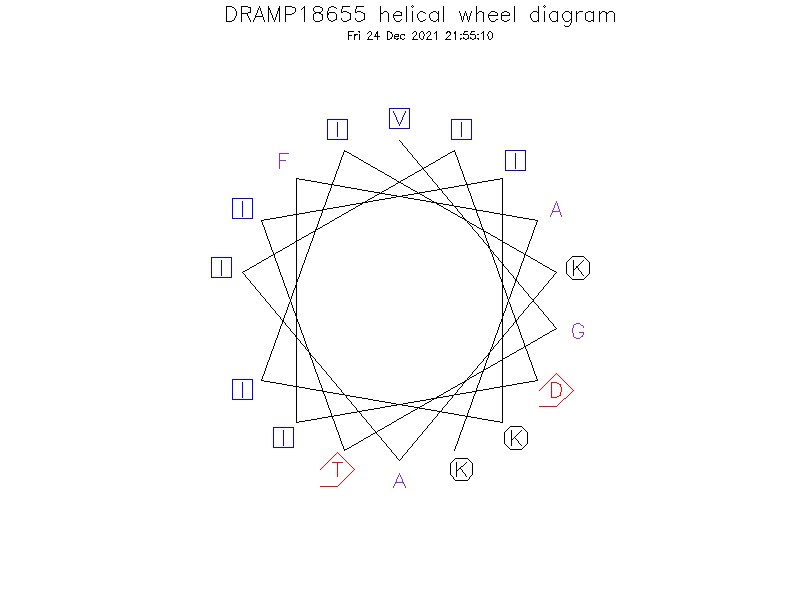 DRAMP18655 helical wheel diagram
Fri 24 Dec 2021 21:55:10
V
I I
F I
I A
I K
G
I D
I K
T K
A